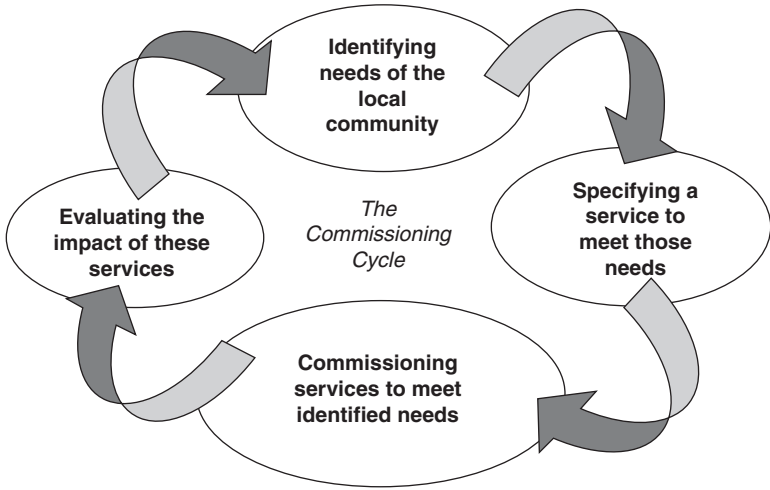 Identifying
needs of the
local
community
Specifying a
service to
meet those
needs
Commissioning
services to meet
identified needs
Evaluating the
impact of these
services
The
Commissioning
Cycle